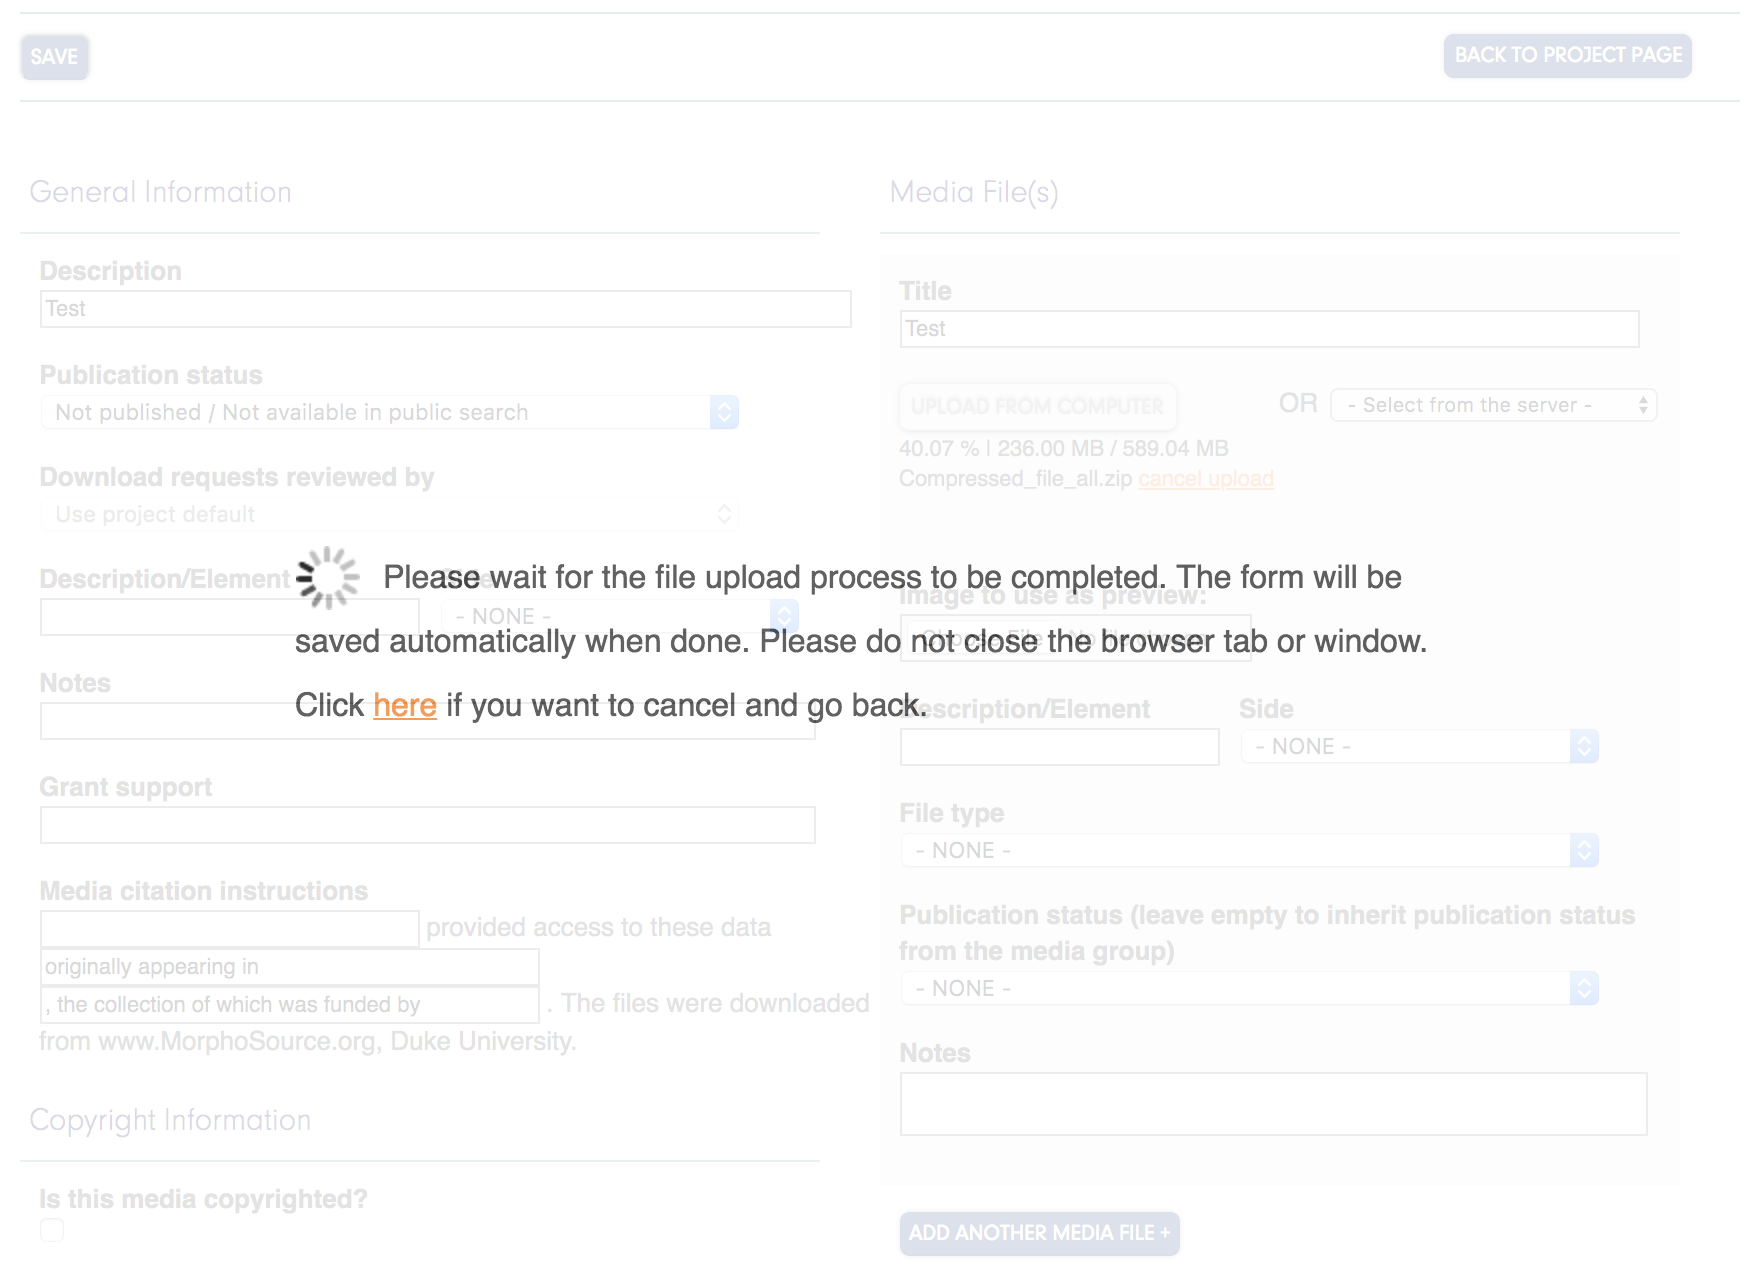 SAVE
BACK TO PROJECT PAGE
General Information
Description
Test
Publication status
Not published / Not available in public search
Download requests reviewed by
Use project default
Description/Element
Side
- NONE -
Notes
Grant support
Media citation instructions
provided access to these data
originally appearing in
, the collection of which was funded by
. The files were downloaded
from www.MorphoSource.org, Duke University.
Copyright Information
Is this media copyrighted?
Media File(s)
Title
Test
UPLOAD FROM COMPUTER
OR
- Select from the server -
40.07 % | 236.00 MB / 589.04 MB
Compressed_file_all.zip cancel upload
Image to use as preview:
Choose File No file chosen
Description/Element
Side
- NONE -
File type
- NONE -
Publication status (leave empty to inherit publication status
from the media group)
- NONE -
Notes
ADD ANOTHER MEDIA FILE +
Please wait for the file upload process to be completed. The form will be
saved automatically when done. Please do not close the browser tab or window.
Click here if you want to cancel and go back.